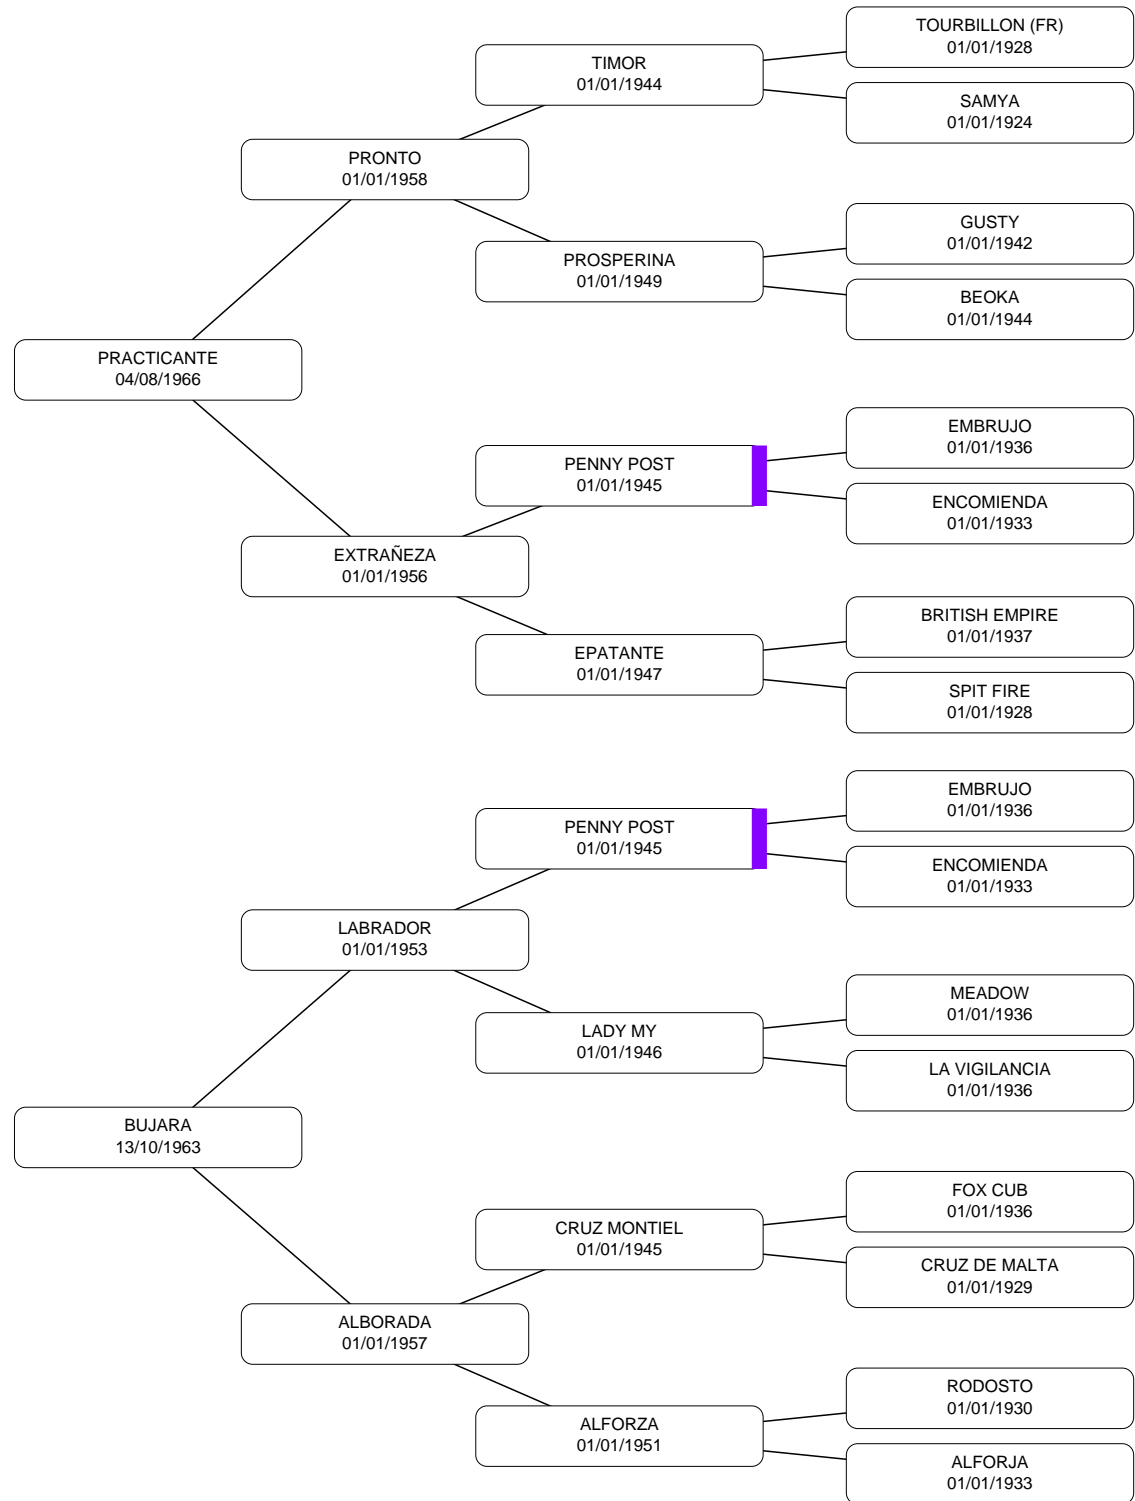 TOURBILLON (FR)
01/01/1928
TIMOR
01/01/1944
SAMYA
01/01/1924
PRONTO
01/01/1958
GUSTY
01/01/1942
PROSPERINA
01/01/1949
BEOKA
01/01/1944
PRACTICANTE
04/08/1966
EMBRUJO
01/01/1936
PENNY POST
01/01/1945
ENCOMIENDA
01/01/1933
EXTRAÑEZA
01/01/1956
BRITISH EMPIRE
01/01/1937
EPATANTE
01/01/1947
SPIT FIRE
01/01/1928
EMBRUJO
01/01/1936
PENNY POST
01/01/1945
ENCOMIENDA
01/01/1933
LABRADOR
01/01/1953
MEADOW
01/01/1936
LADY MY
01/01/1946
LA VIGILANCIA
01/01/1936
BUJARA
13/10/1963
FOX CUB
01/01/1936
CRUZ MONTIEL
01/01/1945
CRUZ DE MALTA
01/01/1929
ALBORADA
01/01/1957
RODOSTO
01/01/1930
ALFORZA
01/01/1951
ALFORJA
01/01/1933